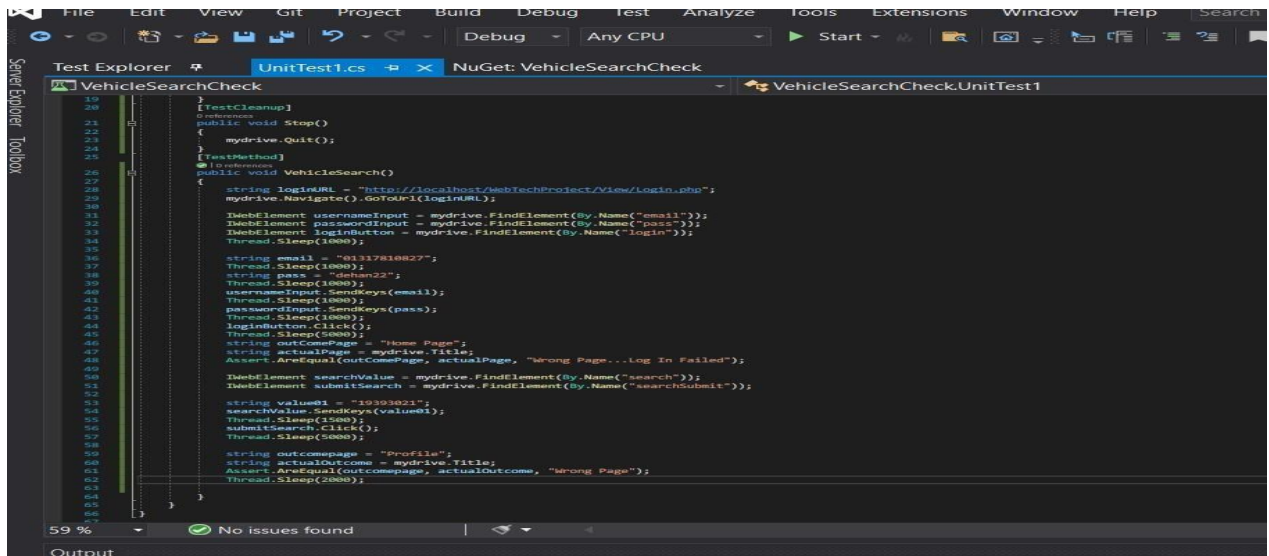 File Edit View Git Project Build Debug Test Analyze Tools Extensions Window Help Search
Debug Any CPU Start
Server Explorer Toolbox
Test Explorer UnitTest1.cs NuGet: VehicleSearchCheck
VehicleSearchCheck VehicleSearchCheck.UnitTest1
19 }
20 [TestCleanup]
0 references
21 public void Stop()
22 {
23 mydrive.Quit();
24 }
25 [TestMethod]
0 references
26 public void VehicleSearch()
27 {
28 string loginURL = "http://localhost/WebTechProject/View/Login.php";
29 mydrive.Navigate().GoToUrl(loginURL);
30
31 IWebElement usernameInput = mydrive.FindElement(By.Name("email"));
32 IWebElement passwordInput = mydrive.FindElement(By.Name("pass"));
33 IWebElement loginButton = mydrive.FindElement(By.Name("login"));
34 Thread.Sleep(1000);
35
36 string email = "01317810827";
37 Thread.Sleep(1000);
38 string pass = "dehan22";
39 Thread.Sleep(1000);
40 usernameInput.SendKeys(email);
41 Thread.Sleep(1000);
42 passwordInput.SendKeys(pass);
43 Thread.Sleep(1000);
44 loginButton.Click();
45 Thread.Sleep(5000);
46 string outComePage = "Home Page";
47 string actualPage = mydrive.Title;
48 Assert.AreEqual(outComePage, actualPage, "Wrong Page...Log In Failed");
49
50 IWebElement searchValue = mydrive.FindElement(By.Name("search"));
51 IWebElement submitSearch = mydrive.FindElement(By.Name("searchSubmit"));
52
53 string value01 = "19393021";
54 searchValue.SendKeys(value01);
55 Thread.Sleep(1500);
56 submitSearch.Click();
57 Thread.Sleep(5000);
58
59 string outcomepage = "Profile";
60 string actualOutcome = mydrive.Title;
61 Assert.AreEqual(outcomepage, actualOutcome, "Wrong Page");
62 Thread.Sleep(2000);
63
64 }
65 }
66 }
67
59 % No issues found
Output